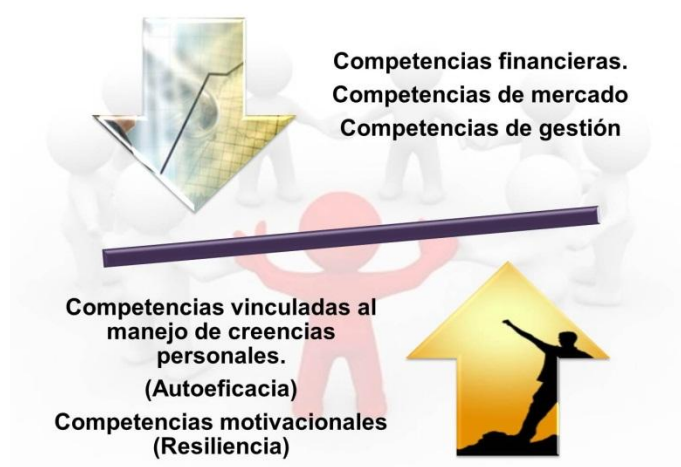 Competencias financieras.
Competencias de mercado
Competencias de gestión
Competencias vinculadas al
manejo de creencias
personales.
(Autoeficacia)
Competencias motivacionales
(Resiliencia)